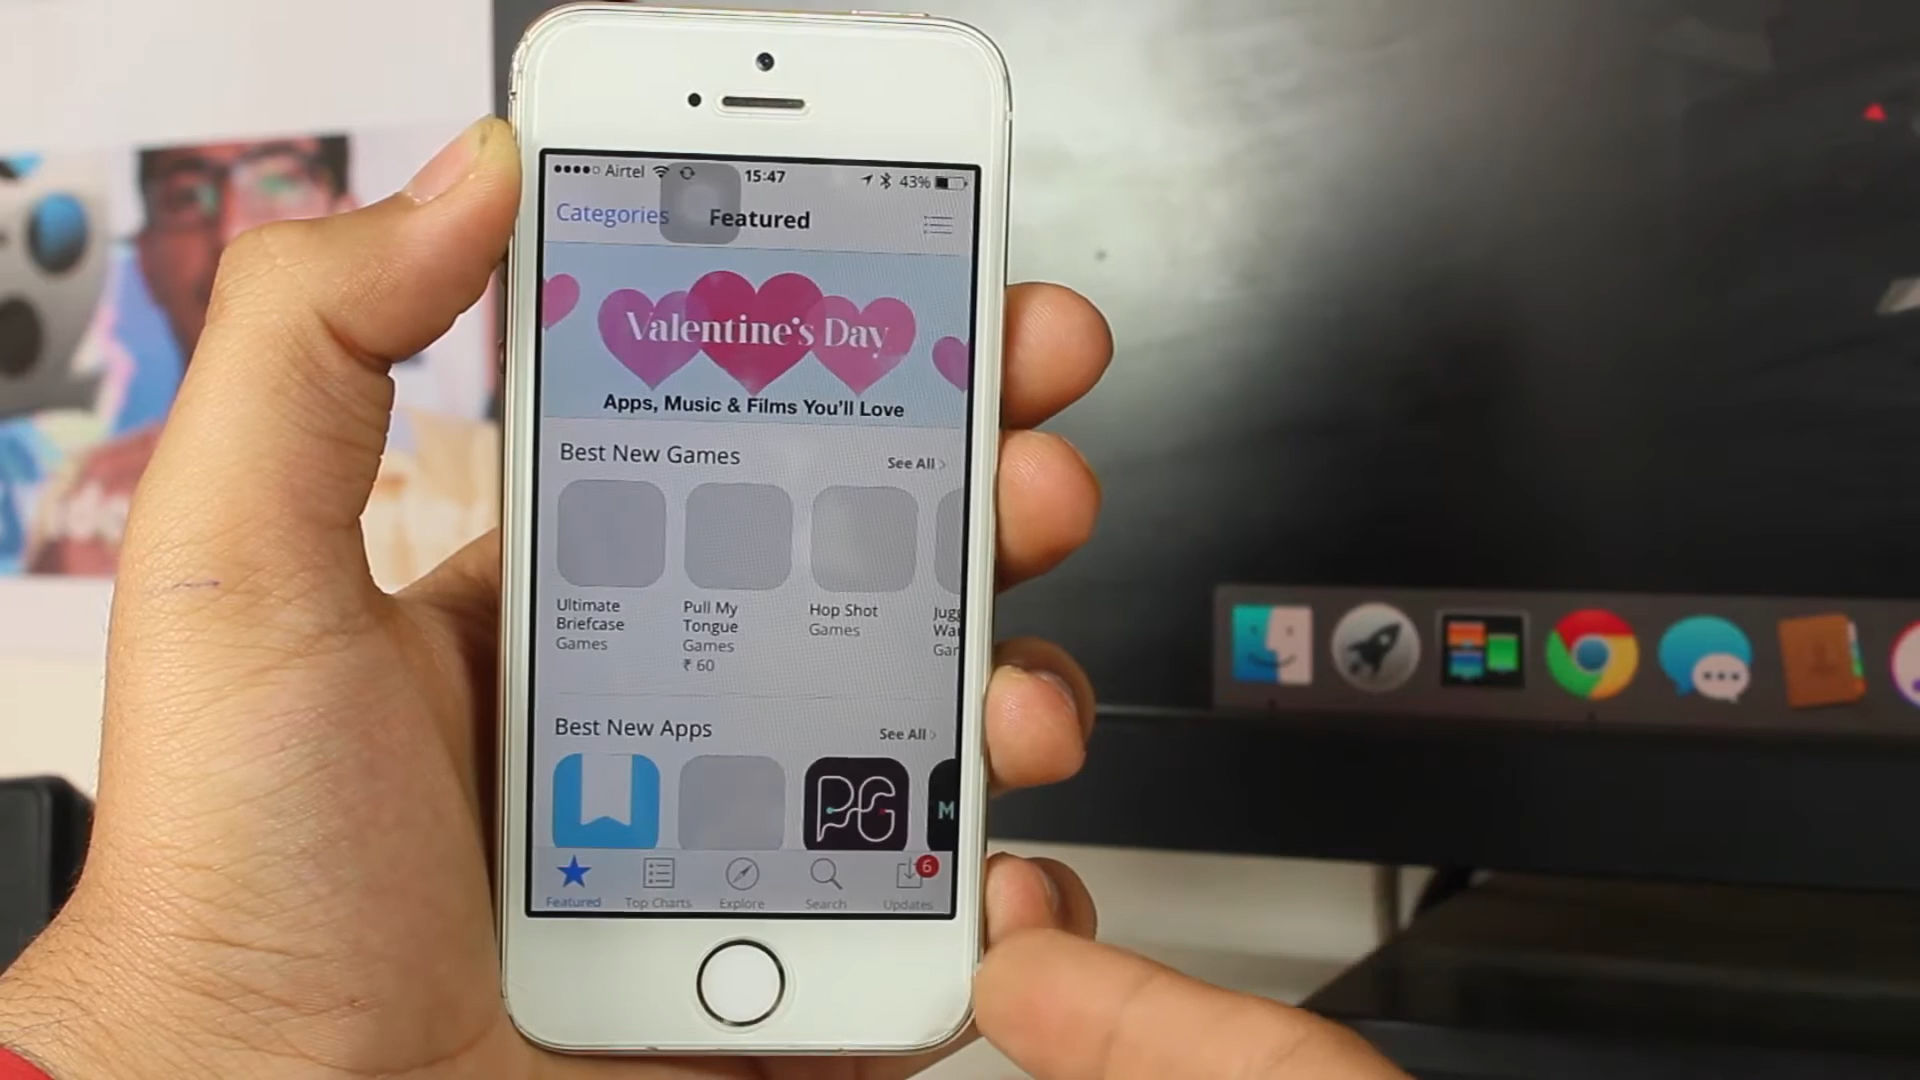 Airtel 15:47 43%
Categories Featured
Valentine's Day
Apps, Music & Films You'll Love
Best New Games See All >
Ultimate Briefcase
Games
Pull My Tongue
Games
₹ 60
Hop Shot
Games
Best New Apps See All >
PG
M
Featured Top Charts Explore Search Updates 6